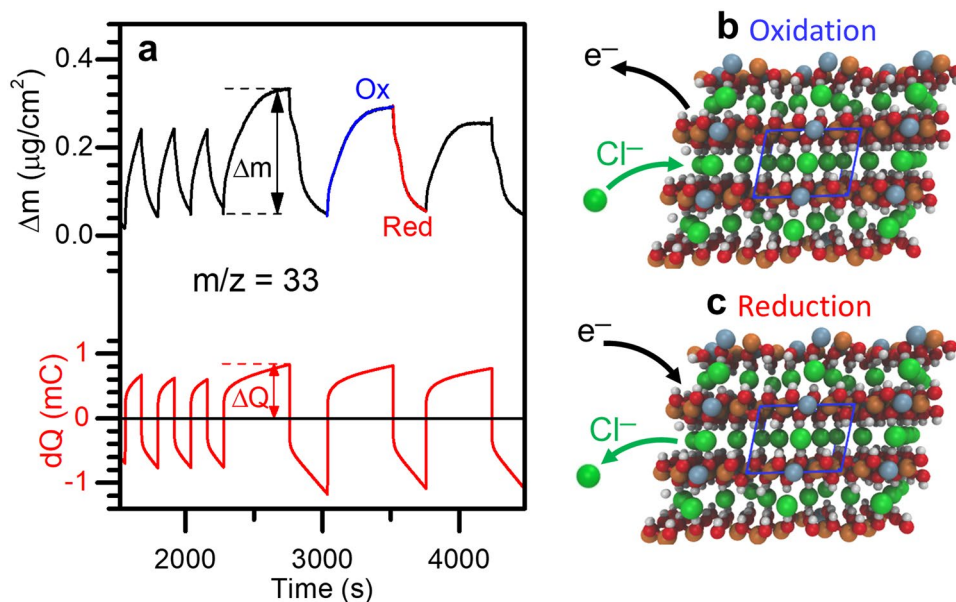 a
Δm (µg/cm²)
0.4
0.2
0.0
Δm
Ox
Red
m/z = 33
dQ (mC)
1
0
-1
ΔQ
2000 3000 4000
Time (s)
b Oxidation
e⁻
Cl⁻
c Reduction
e⁻
Cl⁻